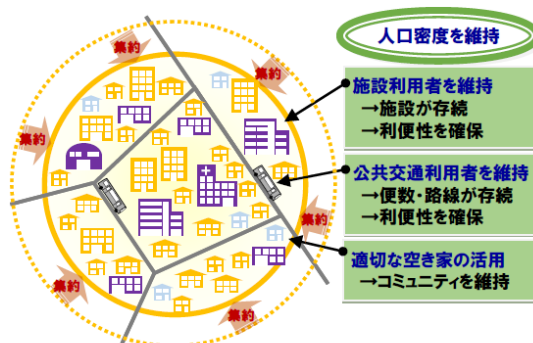 人口密度を維持
集約
集約
集約
集約
集約
集約
施設利用者を維持
→施設が存続
→利便性を確保
公共交通利用者を維持
→便数・路線が存続
→利便性を確保
適切な空き家の活用
→コミュニティを維持